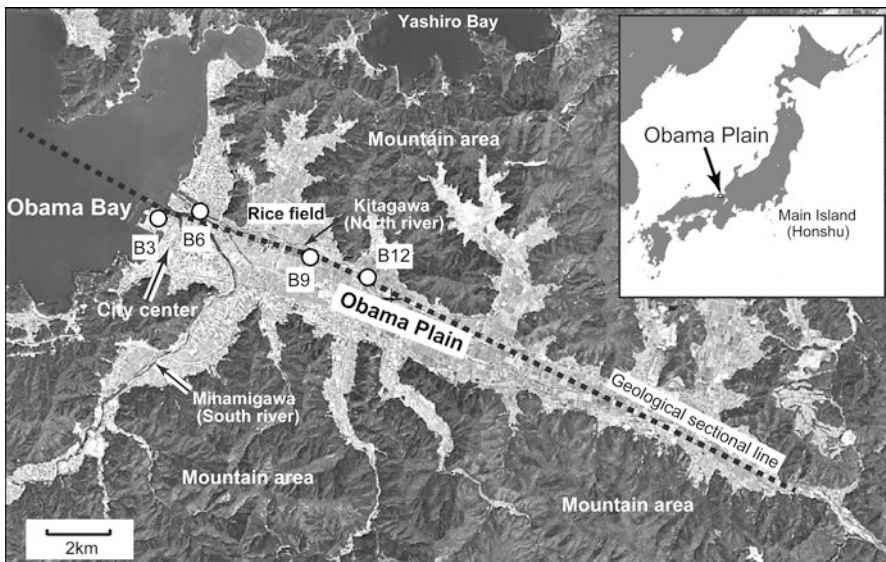 Yashiro Bay
Obama Plain
Mountain area
Main Island
(Honshu)
Obama Bay
Rice field
Kitagawa
(North river)
B3
B6
B9
B12
City center
Obama Plain
Minamigawa
(South river)
Geological sectional line
Mountain area
Mountain area
2km